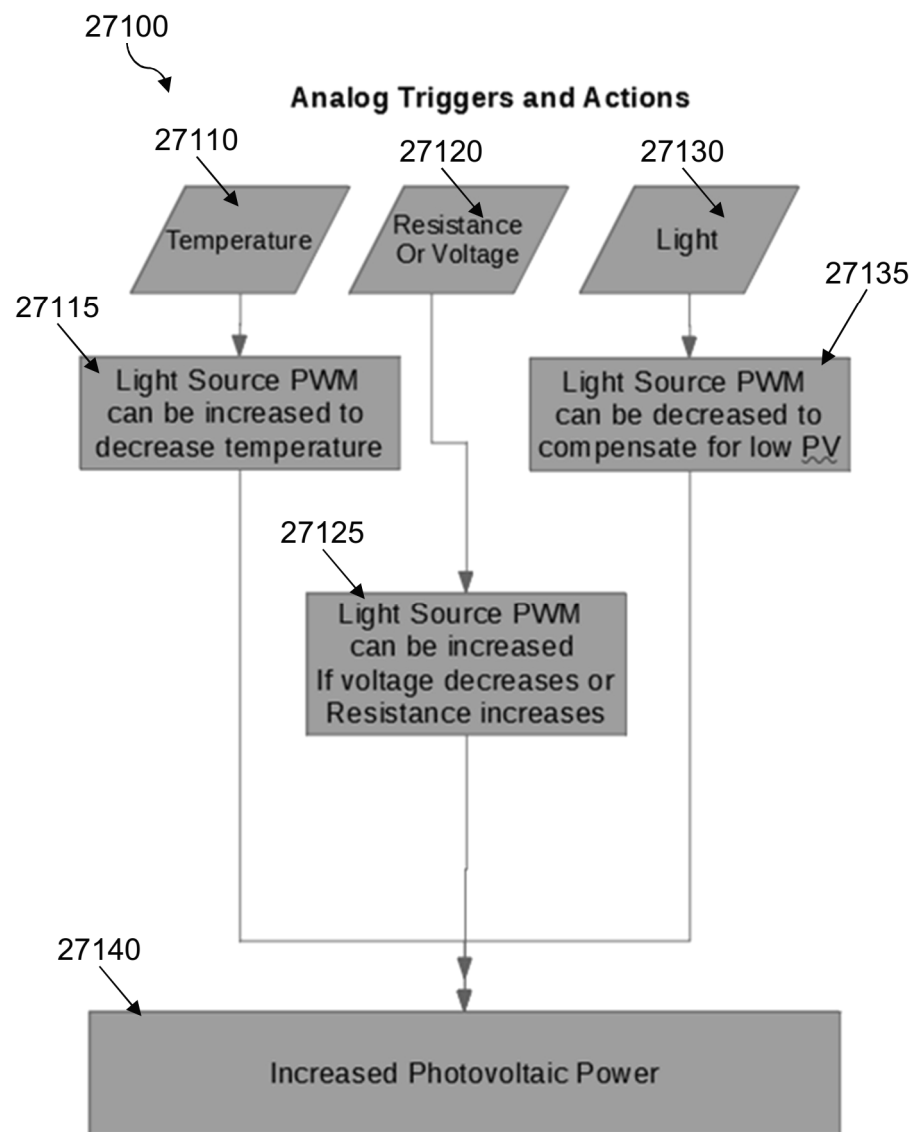 27100
Analog Triggers and Actions
27110
27120
27130
Temperature
Resistance
Or Voltage
Light
27115
27135
Light Source PWM
can be increased to
decrease temperature
Light Source PWM
can be decreased to
compensate for low PV
27125
Light Source PWM
can be increased
If voltage decreases or
Resistance increases
27140
Increased Photovoltaic Power